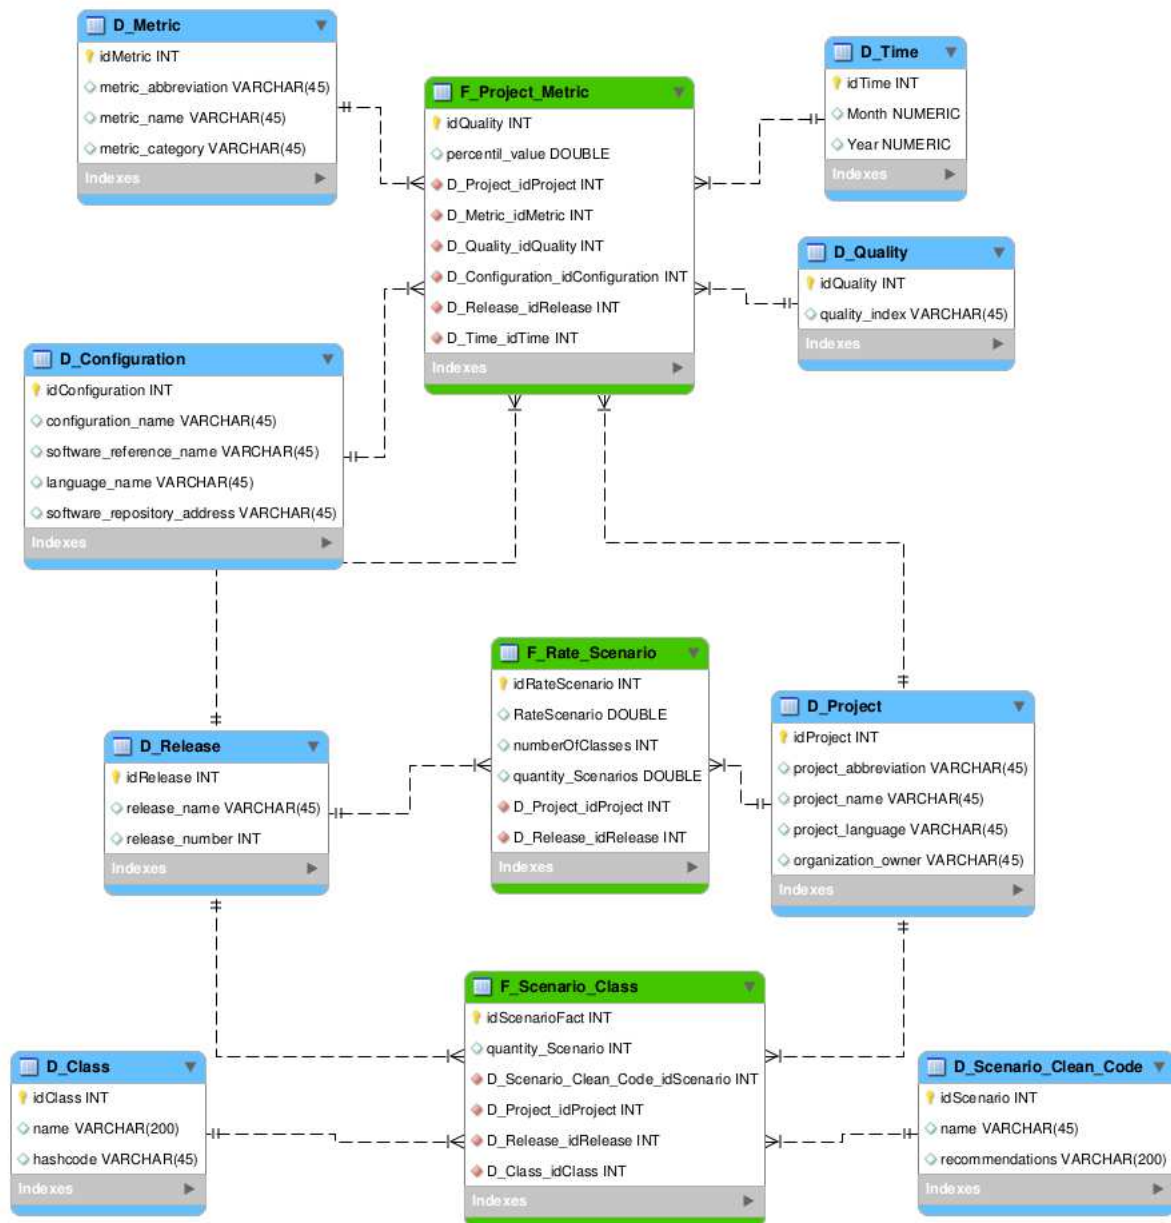 D_Metric
idMetric INT
metric_abbreviation VARCHAR(45)
metric_name VARCHAR(45)
metric_category VARCHAR(45)
Indexes
F_Project_Metric
idQuality INT
percentil_value DOUBLE
D_Project_idProject INT
D_Metric_idMetric INT
D_Quality_idQuality INT
D_Configuration_idConfiguration INT
D_Release_idRelease INT
D_Time_idTime INT
Indexes
D_Time
idTime INT
Month NUMERIC
Year NUMERIC
Indexes
D_Quality
idQuality INT
quality_index VARCHAR(45)
Indexes
D_Configuration
idConfiguration INT
configuration_name VARCHAR(45)
software_reference_name VARCHAR(45)
language_name VARCHAR(45)
software_repository_address VARCHAR(45)
Indexes
F_Rate_Scenario
idRateScenario INT
RateScenario DOUBLE
numberOfClasses INT
quantity_Scenarios DOUBLE
D_Project_idProject INT
D_Release_idRelease INT
Indexes
D_Project
idProject INT
project_abbreviation VARCHAR(45)
project_name VARCHAR(45)
project_language VARCHAR(45)
organization_owner VARCHAR(45)
Indexes
D_Release
idRelease INT
release_name VARCHAR(45)
release_number INT
Indexes
F_Scenario_Class
idScenarioFact INT
quantity_Scenario INT
D_Scenario_Clean_Code_idScenario INT
D_Project_idProject INT
D_Release_idRelease INT
D_Class_idClass INT
Indexes
D_Class
idClass INT
name VARCHAR(200)
hashcode VARCHAR(45)
Indexes
D_Scenario_Clean_Code
idScenario INT
name VARCHAR(45)
recommendations VARCHAR(200)
Indexes